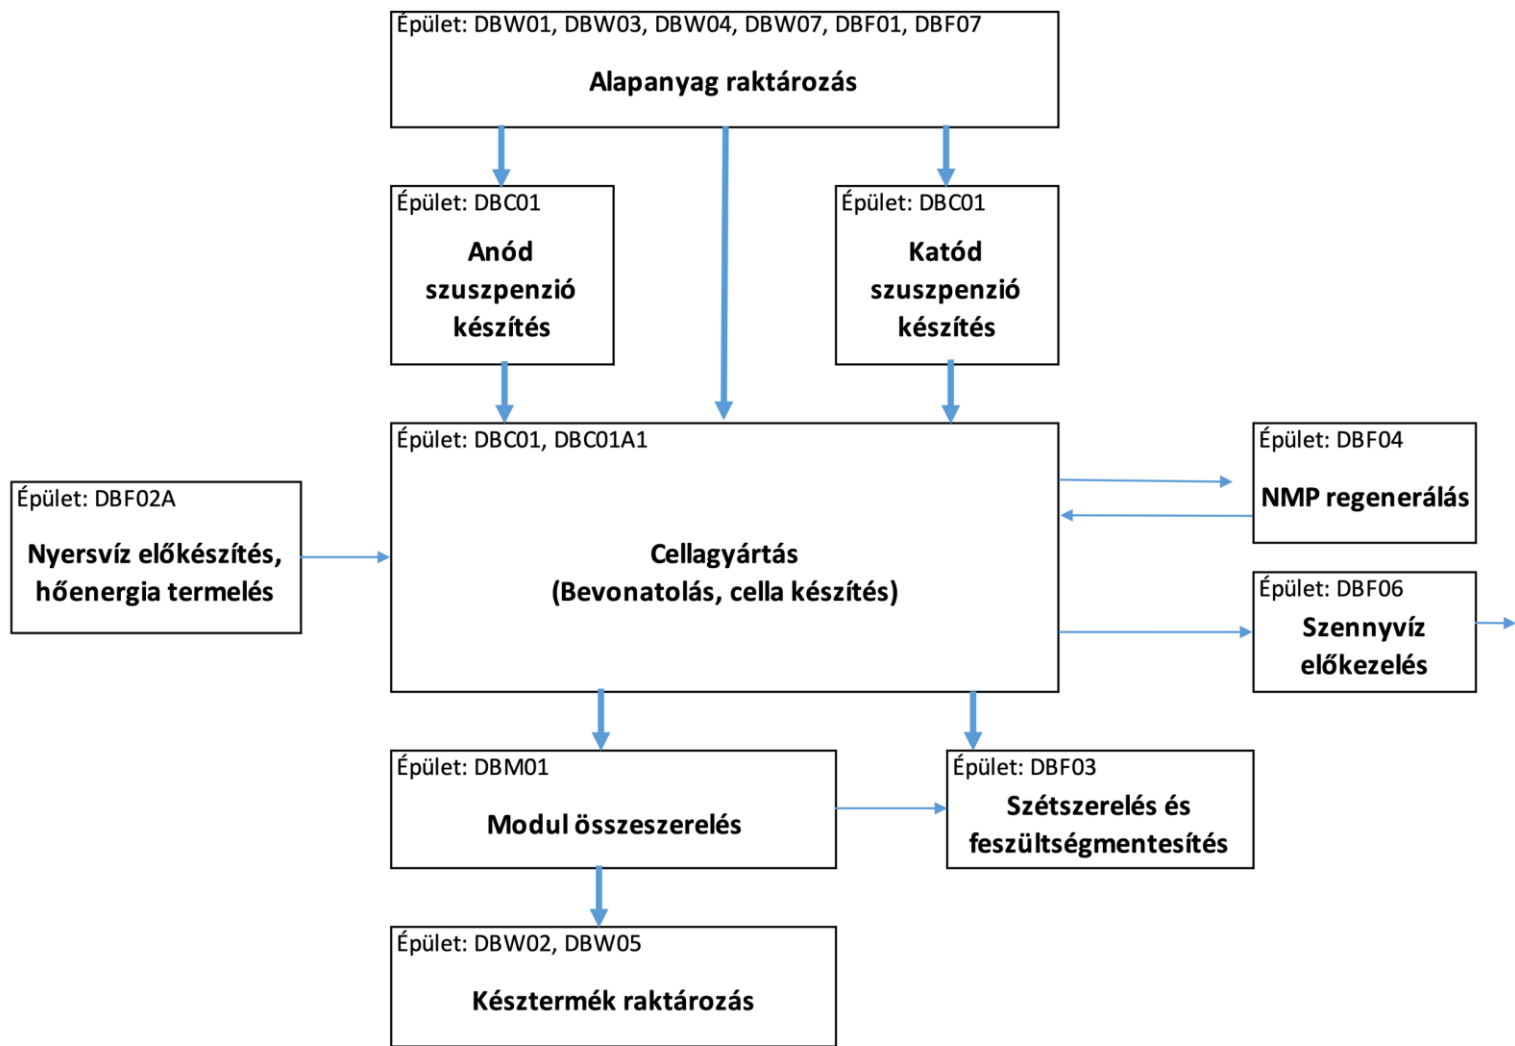 Épület: DBW01, DBW03, DBW04, DBW07, DBF01, DBF07
Alapanyag raktározás
Épület: DBC01
Anód
szuszpenzió
készítés
Épület: DBC01
Katód
szuszpenzió
készítés
Épület: DBC01, DBC01A1
Cellagyártás
(Bevonatolás, cella készítés)
Épület: DBF02A
Nyersvíz előkészítés,
hőenergia termelés
Épület: DBF04
NMP regenerálás
Épület: DBF06
Szennyvíz
előkezelés
Épület: DBM01
Modul összeszerelés
Épület: DBF03
Szétszerelés és
feszültségmentesítés
Épület: DBW02, DBW05
Késztermék raktározás